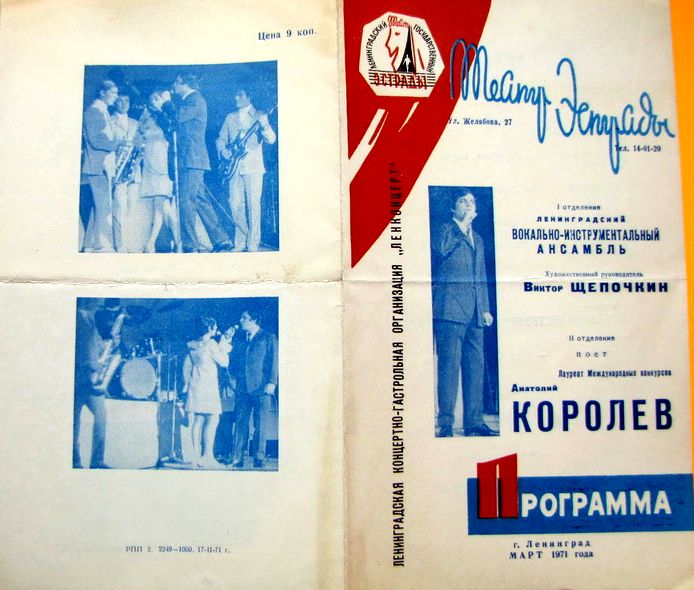 Цена 9 коп.
РПП 2. 2249—1000. 17-II-71 г.
ЛЕНИНГРАДСКИЙ Театр ГОСУДАРСТВЕННЫЙ
ЭСТРАДЫ
Театр Эстрады
Ул. Желябова, 27
Тел. 14-01-20
ЛЕНИНГРАДСКАЯ КОНЦЕРТНО-ГАСТРОЛЬНАЯ ОРГАНИЗАЦИЯ „ЛЕНКОНЦЕРТ"
I отделение
ЛЕНИНГРАДСКИЙ
ВОКАЛЬНО-ИНСТРУМЕНТАЛЬНЫЙ
АНСАМБЛЬ
Художественный руководитель
Виктор ЩЕПОЧКИН
II отделение
поет
Лауреат Международных конкурсов
Анатолий
КОРОЛЕВ
ПРОГРАММА
г. Ленинград
МАРТ 1971 года